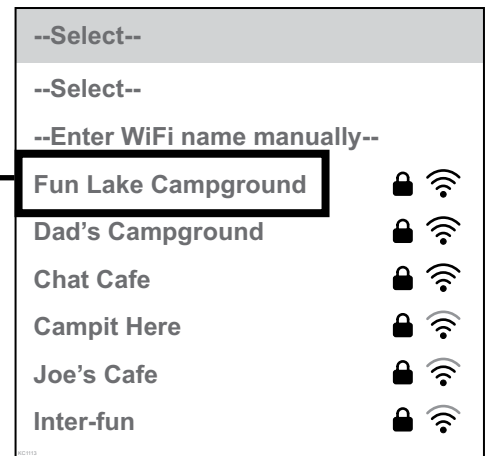 --Select--
--Select--
--Enter WiFi name manually--
Fun Lake Campground
Dad's Campground
Chat Cafe
Campit Here
Joe's Cafe
Inter-fun
KC1113